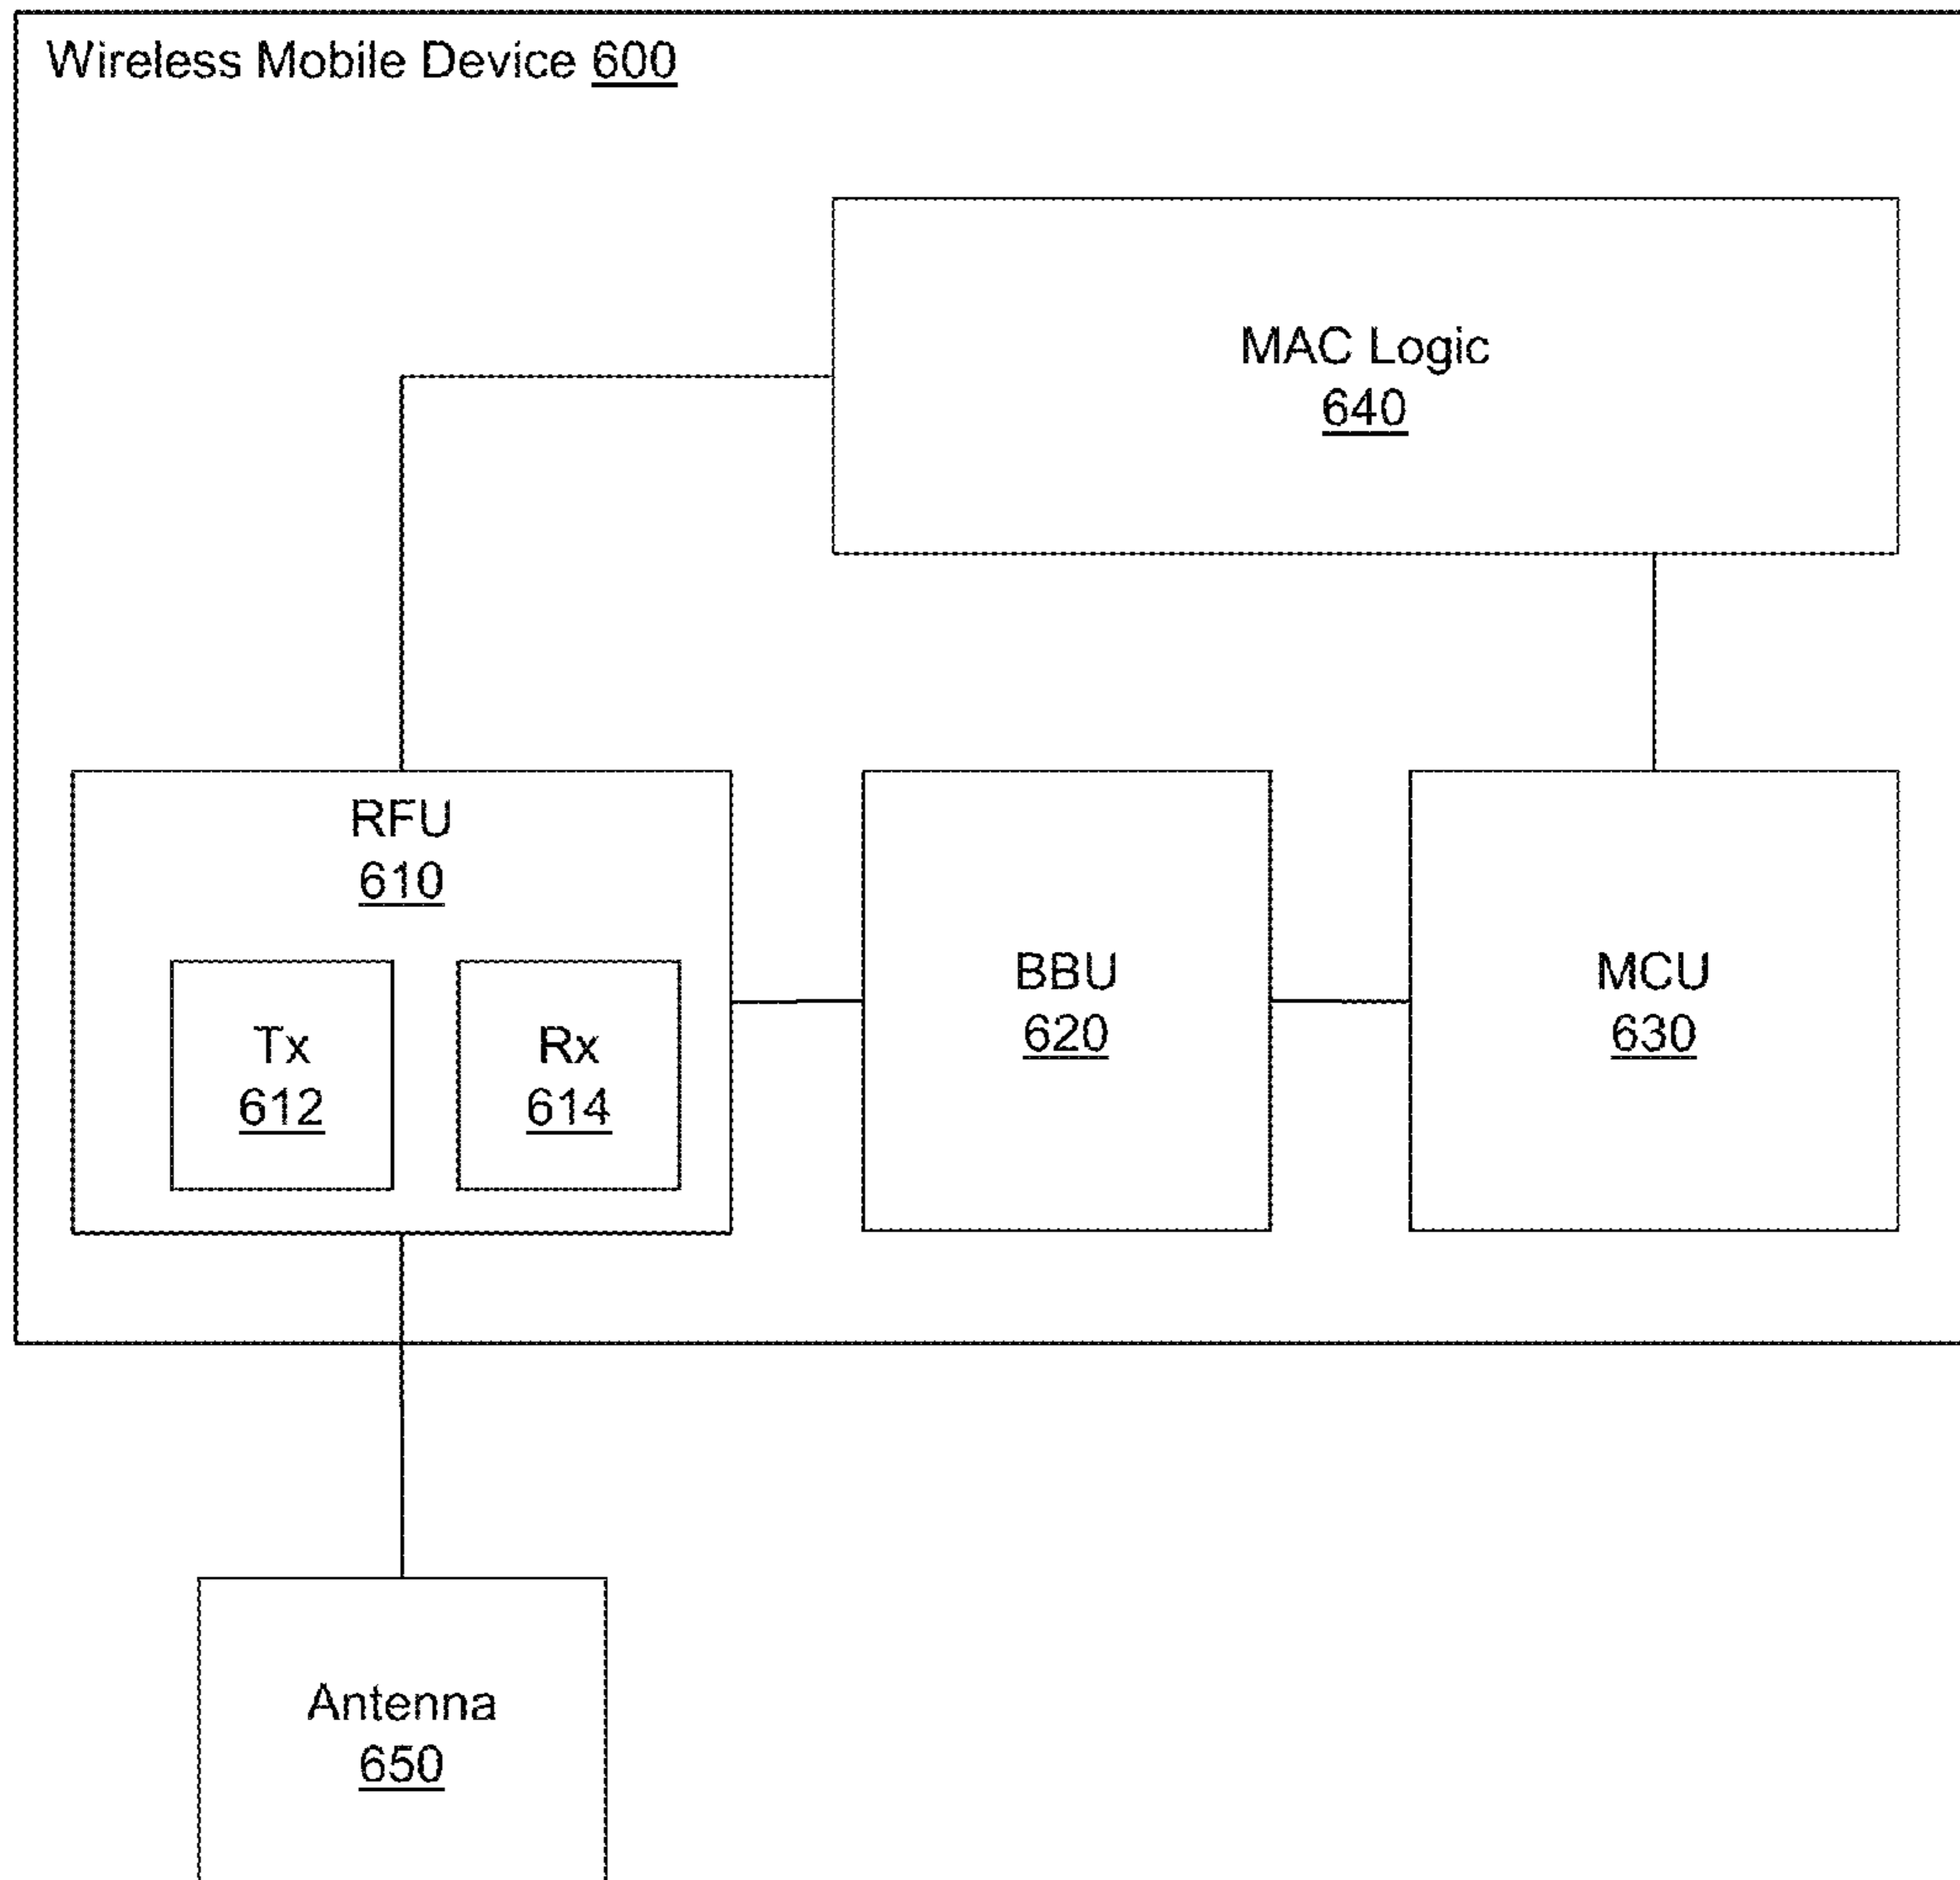 Wireless Mobile Device 600
MAC Logic
640
RFU
610
Tx
612
Rx
614
BBU
620
MCU
630
Antenna
650